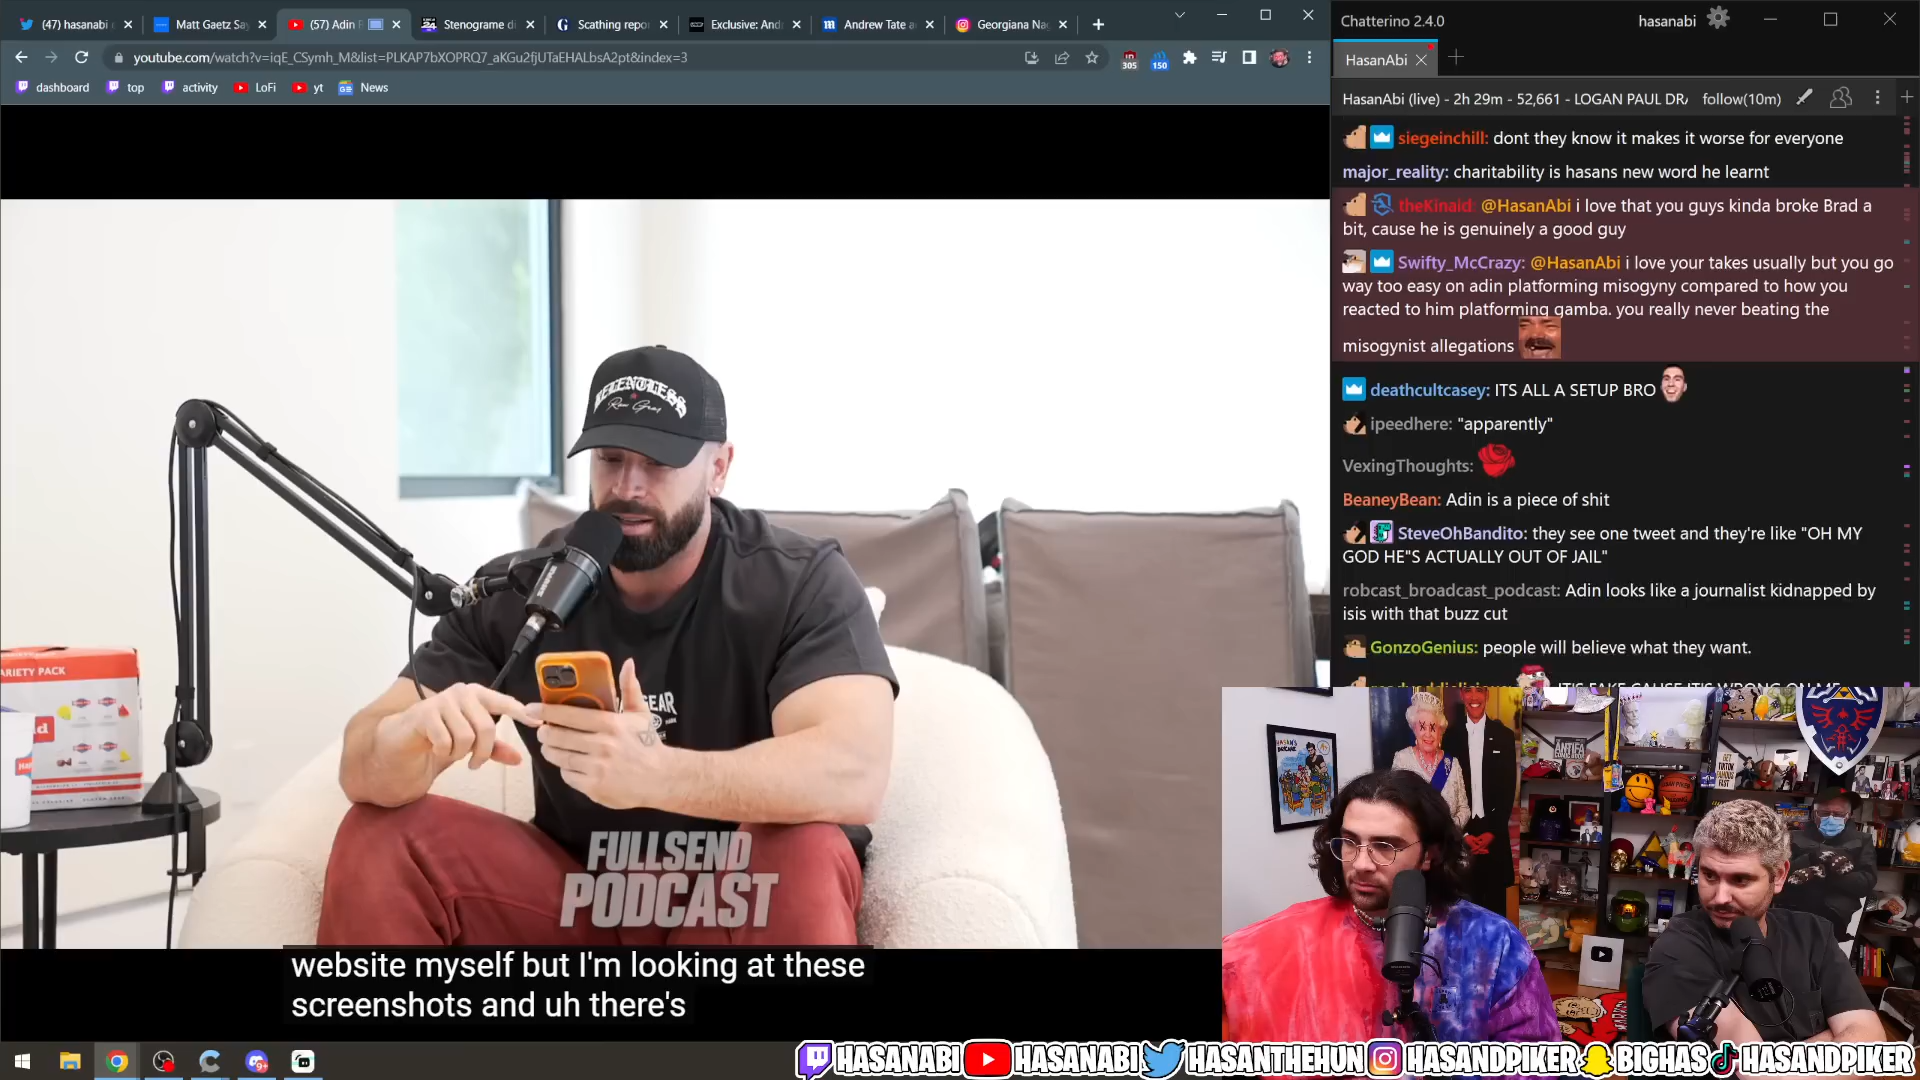 (47) hasanabi
Matt Gaetz Sa
(57) Adin
Stenograme d
Scathing repo
Exclusive: And
Andrew Tate a
Georgiana Na
youtube.com/watch?v=iqE_CSymh_M&list=PLKAP7bXOPRQ7_aKGu2fjUTaEHALbsA2pt&index=3
305
150
dashboard
top
activity
LoFi
yt
News
Chatterino 2.4.0
hasanabi
HasanAbi
HasanAbi (live) - 2h 29m - 52,661 - LOGAN PAUL DR
follow(10m)
siegeinchill: dont they know it makes it worse for everyone
major_reality: charitability is hasans new word he learnt
theKinaid: @HasanAbi i love that you guys kinda broke Brad a
bit, cause he is genuinely a good guy
Swifty_McCrazy: @HasanAbi i love your takes usually but you go
way too easy on adin platforming misogyny compared to how you
reacted to him platforming gamba. you really never beating the
misogynist allegations
deathcultcasey: ITS ALL A SETUP BRO
ipeedhere: "apparently"
VexingThoughts:
BeaneyBean: Adin is a piece of shit
SteveOhBandito: they see one tweet and they're like "OH MY
GOD HE"S ACTUALLY OUT OF JAIL"
robcast_broadcast_podcast: Adin looks like a journalist kidnapped by
isis with that buzz cut
GonzoGenius: people will believe what they want.
RELENTLESS
ARIETY PACK
GEAR
FULLSEND
PODCAST
website myself but I'm looking at these
screenshots and uh there's
ANTIFA
HASANABI
HASANABI
HASANTHEHUN
HASANDPIKER
BIGHAS
HASANDPIKER